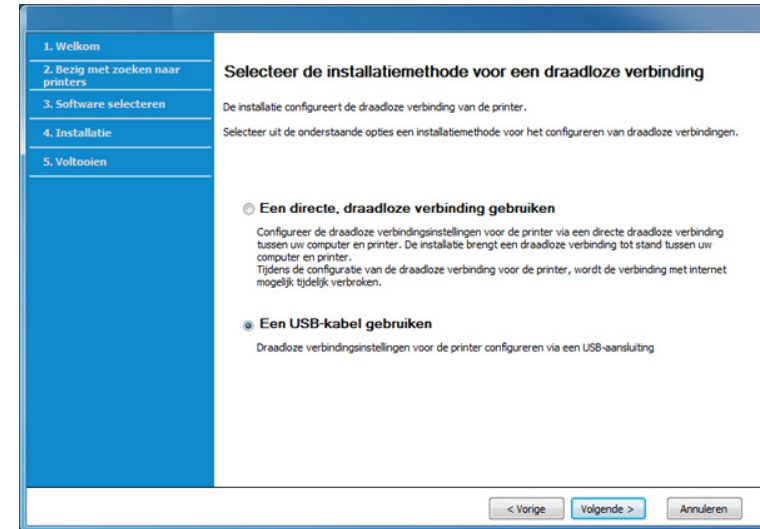 1. Welkom
2. Bezig met zoeken naar
printers
3. Software selecteren
4. Installatie
5. Voltooien
Selecteer de installatiemethode voor een draadloze verbinding
De installatie configureert de draadloze verbinding van de printer.
Selecteer uit de onderstaande opties een installatiemethode voor het configureren van draadloze verbindingen.
Een directe, draadloze verbinding gebruiken
Configureer de draadloze verbindingsinstellingen voor de printer via een directe draadloze verbinding
tussen uw computer en printer. De installatie brengt een draadloze verbinding tot stand tussen uw
computer en printer.
Tijdens de configuratie van de draadloze verbinding voor de printer, wordt de verbinding met internet
mogelijk tijdelijk verbroken.
Een USB-kabel gebruiken
Draadloze verbindingsinstellingen voor de printer configureren via een USB-aansluiting
< Vorige
Volgende >
Annuleren